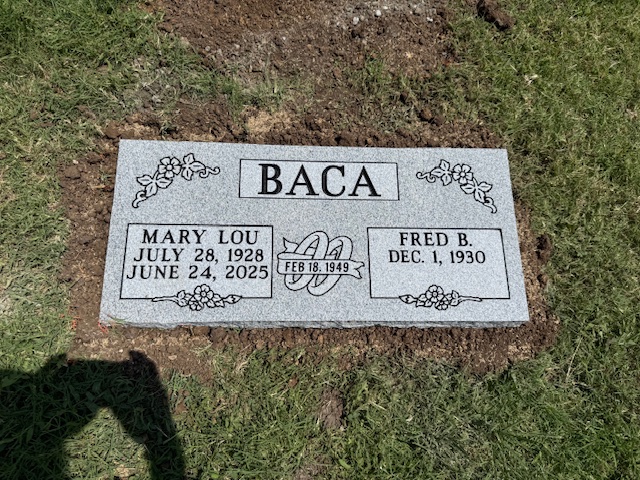 BACA
MARY LOU
JULY 28, 1928
JUNE 24, 2025
FEB 18, 1949
FRED B.
DEC. 1, 1930